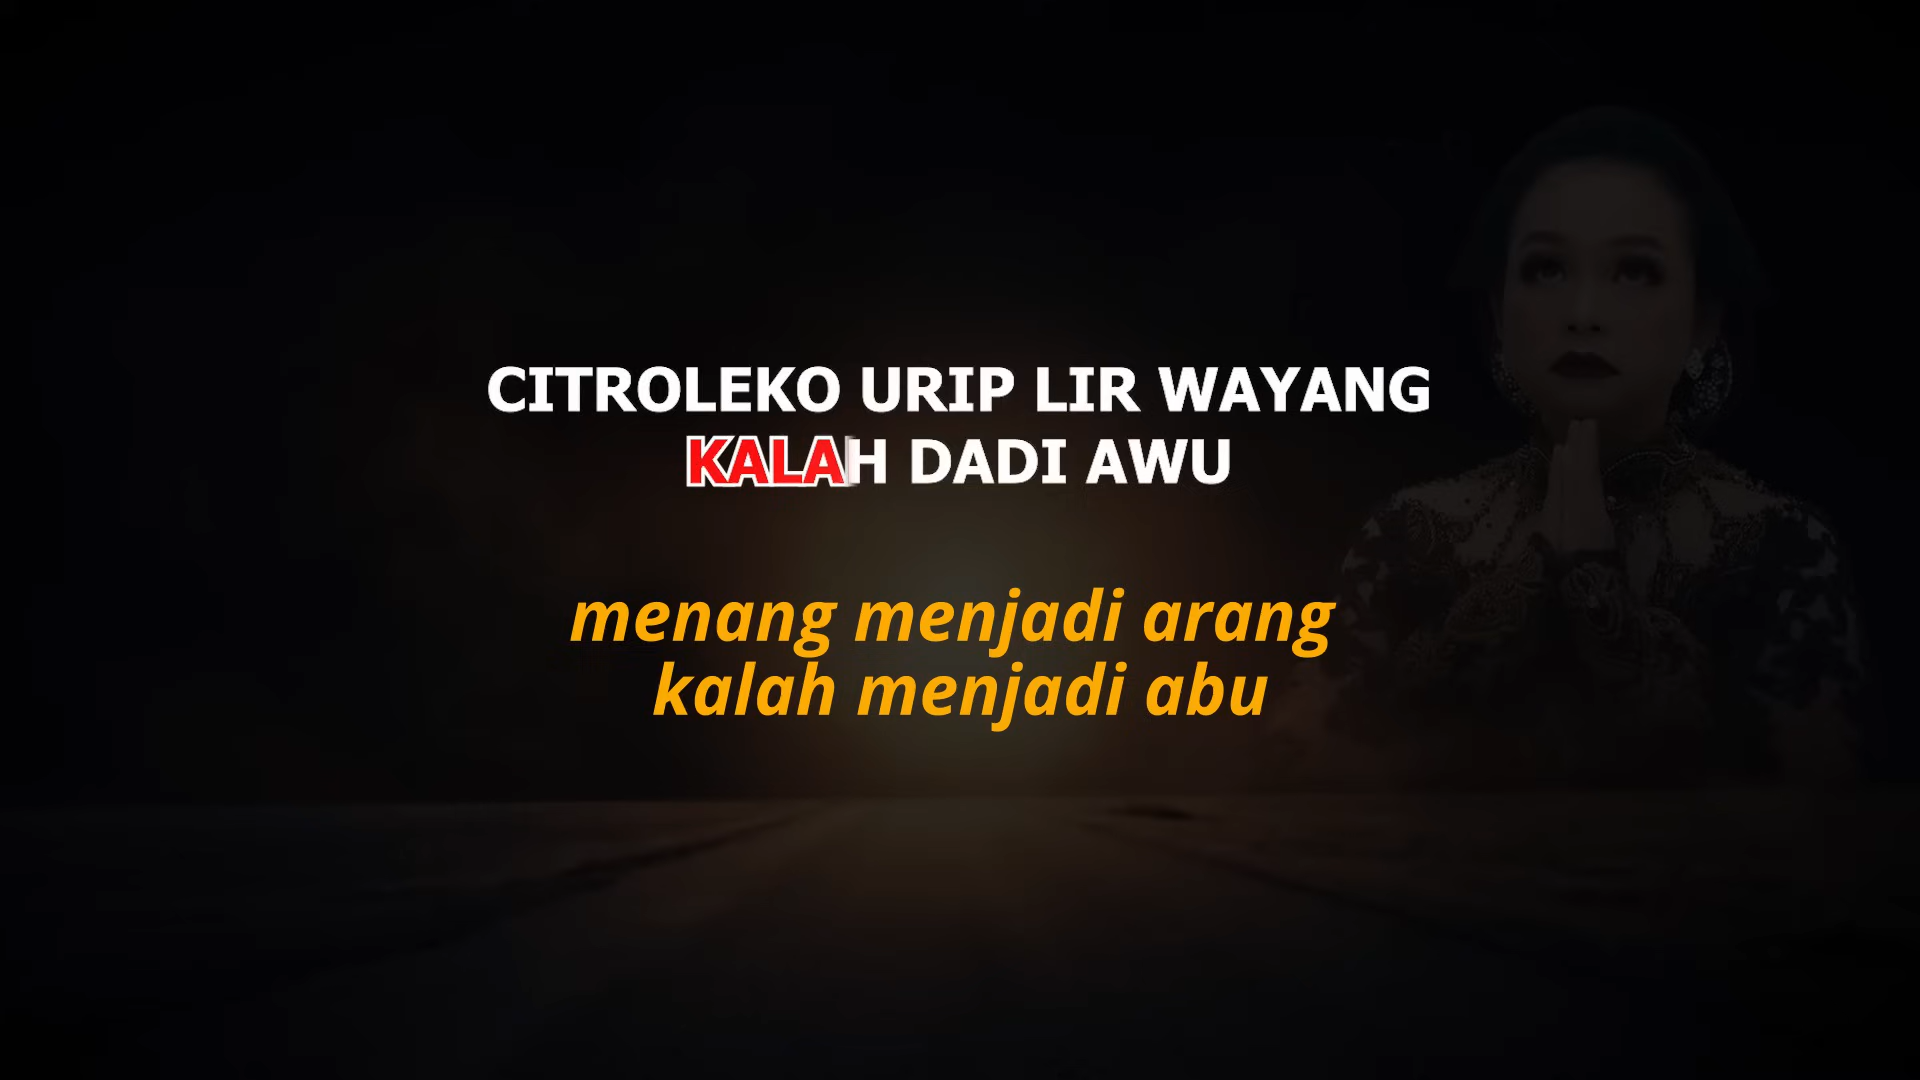 CITROLEKO URIP LIR WAYANG
KALAH DADI AWU
menang menjadi arang
kalah menjadi abu